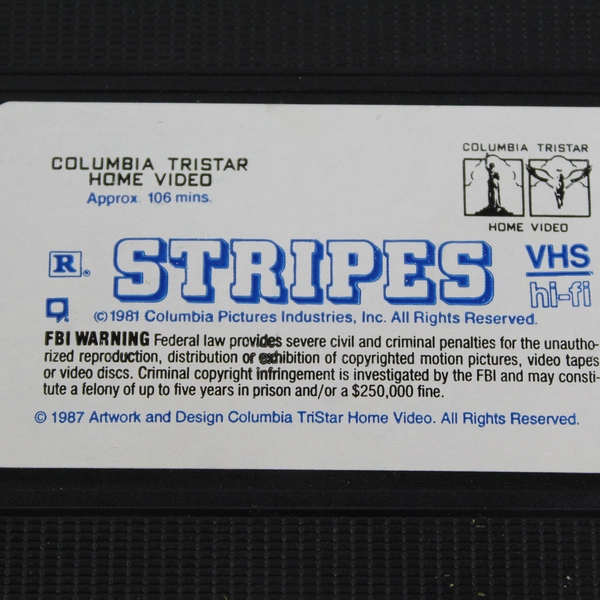 COLUMBIA TRISTAR
HOME VIDEO
Approx. 106 mins.
COLUMBIA TRISTAR
HOME VIDEO
R®
STRIPES
VHS
hi-fi
©1981 Columbia Pictures Industries, Inc. All Rights Reserved.
FBI WARNING Federal law provides severe civil and criminal penalties for the unautho-
rized reproduction, distribution or exhibition of copyrighted motion pictures, video tapes
or video discs. Criminal copyright infringement is investigated by the FBI and may consti-
tute a felony of up to five years in prison and/or a $250,000 fine.
© 1987 Artwork and Design Columbia TriStar Home Video. All Rights Reserved.